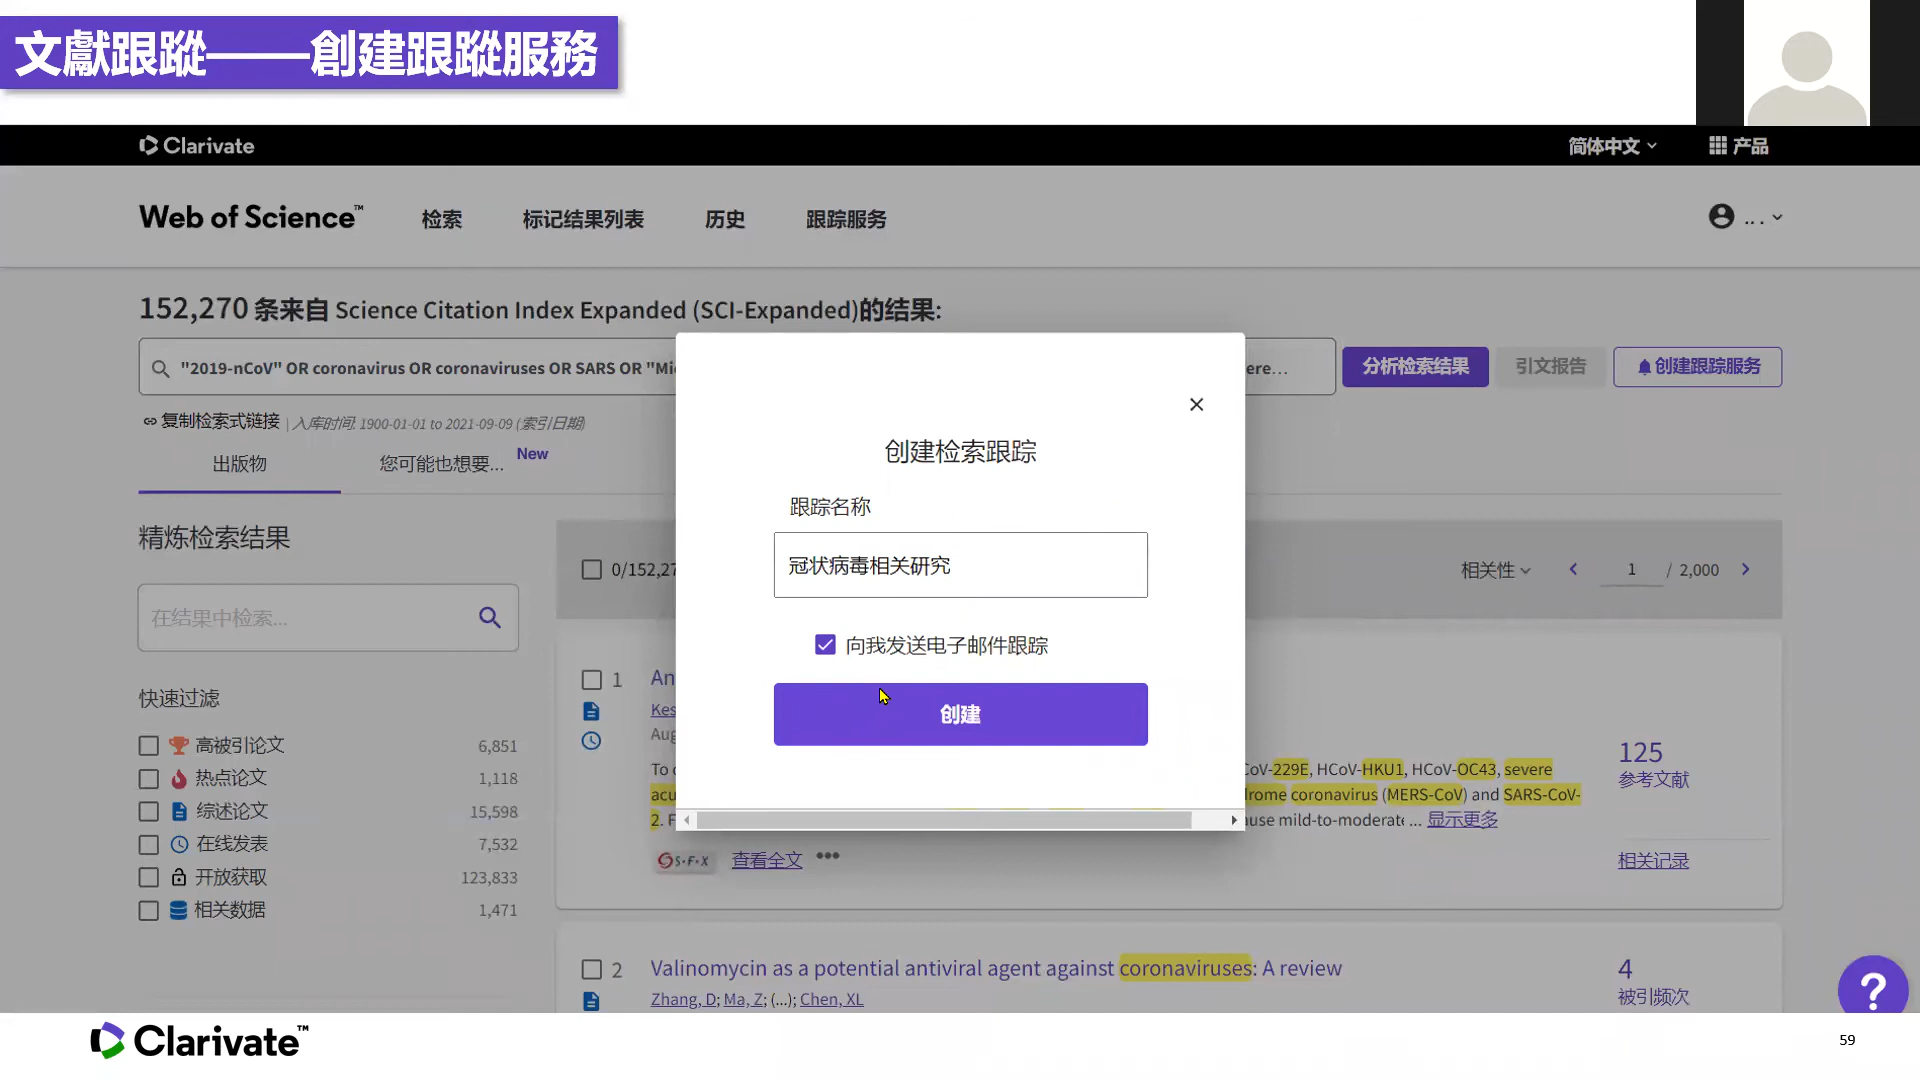 文獻跟蹤——創建跟蹤服務
Clarivate
简体中文
产品
Web of Science™
检索
标记结果列表
历史
跟踪服务
152,270 条来自 Science Citation Index Expanded (SCI-Expanded)的结果:
"2019-nCoV" OR coronavirus OR coronaviruses OR SARS OR
ere...
分析检索结果
引文报告
创建跟踪服务
复制检索式链接 | 入库时间: 1900-01-01 to 2021-09-09 (索引日期)
出版物
您可能也想要...
New
创建检索跟踪
跟踪名称
冠状病毒相关研究
向我发送电子邮件跟踪
创建
精炼检索结果
在结果中检索...
快速过滤
高被引论文 6,851
热点论文 1,118
综述论文 15,598
在线发表 7,532
开放获取 123,833
相关数据 1,471
0/152,27
相关性
1 / 2,000
1
An
Kes
Aug
To
CoV-229E, HCoV-HKU1, HCoV-OC43, severe
acu
drome coronavirus (MERS-CoV) and SARS-CoV-
2. F
use mild-to-moderate ... 显示更多
S·F·X
查看全文
•••
125
参考文献
相关记录
2
Valinomycin as a potential antiviral agent against coronaviruses: A review
Zhang, D; Ma, Z; (...); Chen, XL
4
被引频次
?
Clarivate™
59